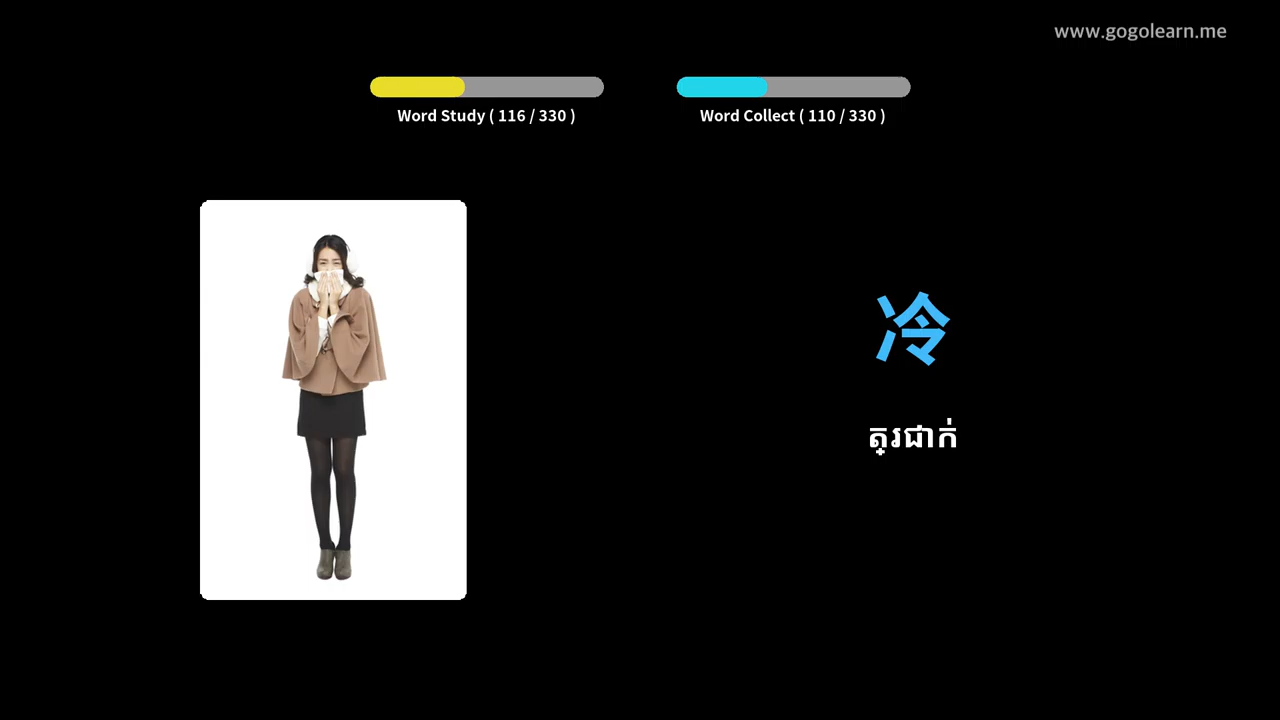 www.gogolearn.me
Word Study ( 116 / 330 )
Word Collect ( 110 / 330 )
冷
ត្រជាក់